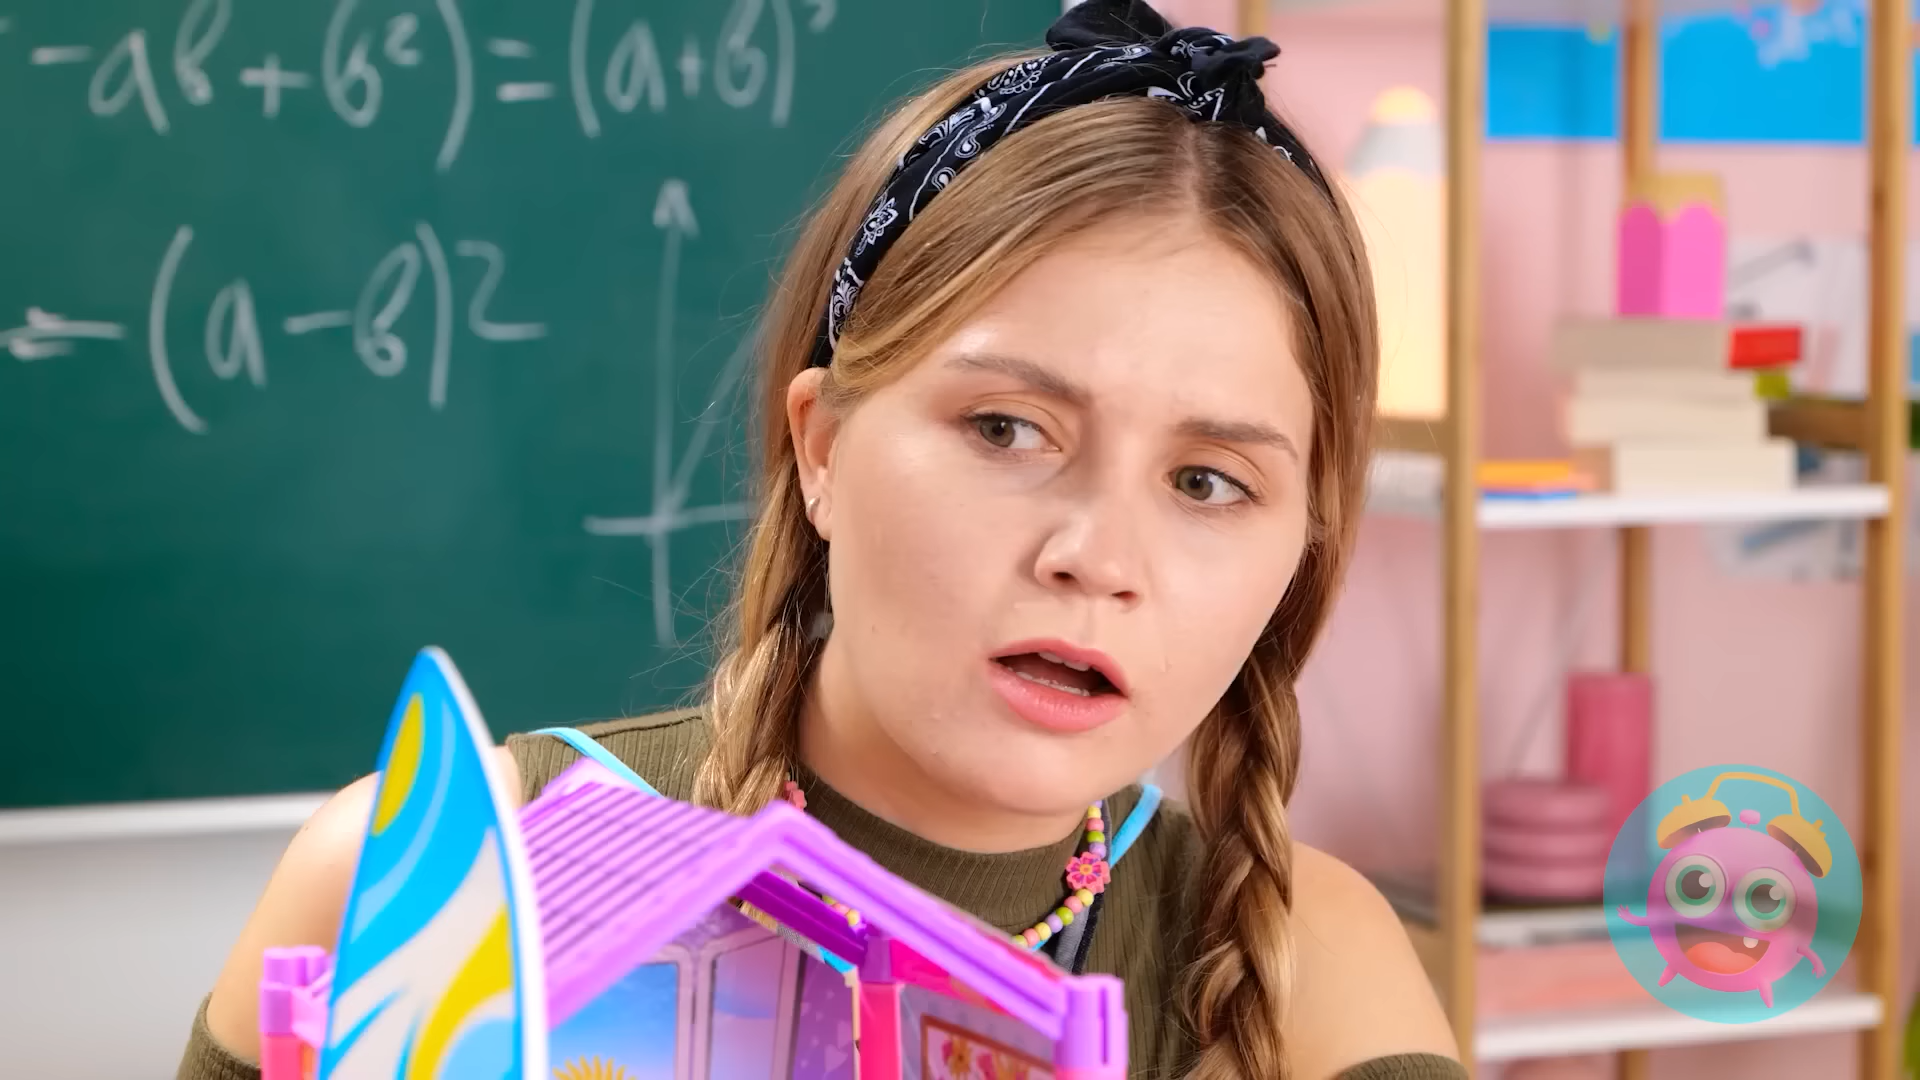 - ab + b²) = (a+b)³
= (a-b)²